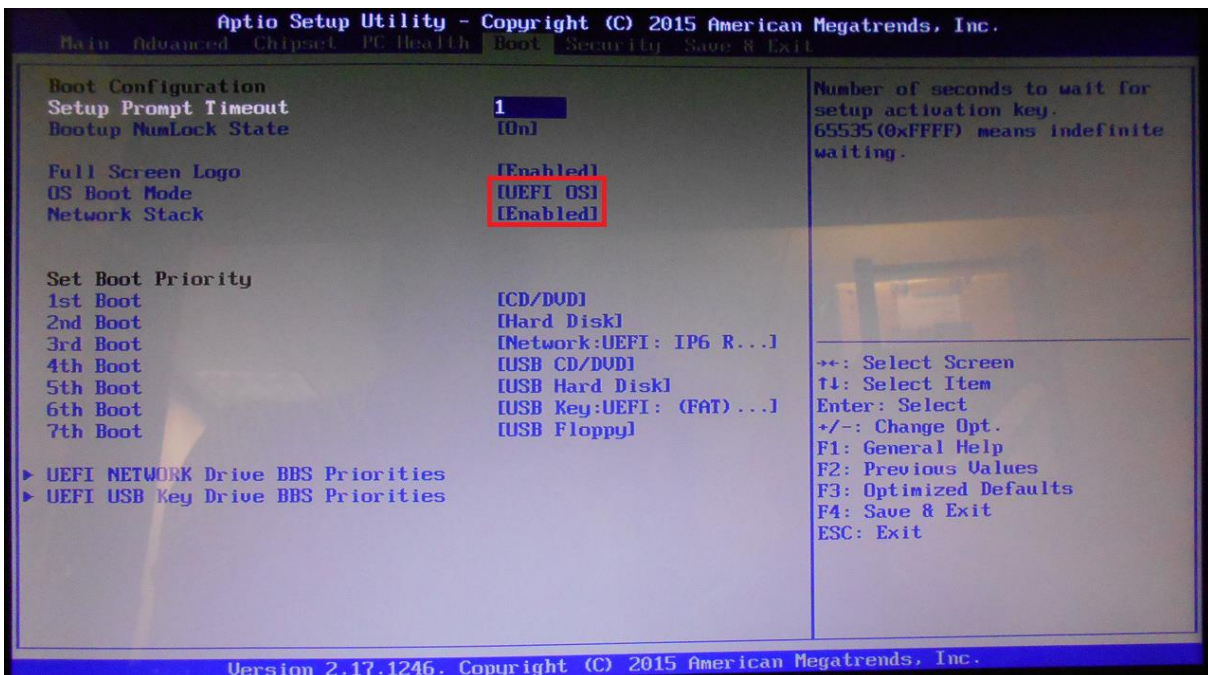 Aptio Setup Utility - Copyright (C) 2015 American Megatrends, Inc.
Main Advanced Chipset PC Health Boot Security Save & Exit
Boot Configuration
Setup Prompt Timeout 1
Bootup NumLock State [On]
Full Screen Logo [Enabled]
OS Boot Mode [UEFI OS]
Network Stack [Enabled]
Set Boot Priority
1st Boot [CD/DVD]
2nd Boot [Hard Disk]
3rd Boot [Network:UEFI: IP6 R...]
4th Boot [USB CD/DVD]
5th Boot [USB Hard Disk]
6th Boot [USB Key:UEFI: (FAT) ...]
7th Boot [USB Floppy]
▶ UEFI NETWORK Drive BBS Priorities
▶ UEFI USB Key Drive BBS Priorities
Number of seconds to wait for
setup activation key.
65535(0xFFFF) means indefinite
waiting.
→←: Select Screen
↑↓: Select Item
Enter: Select
+/-: Change Opt.
F1: General Help
F2: Previous Values
F3: Optimized Defaults
F4: Save & Exit
ESC: Exit
Version 2.17.1246. Copyright (C) 2015 American Megatrends, Inc.